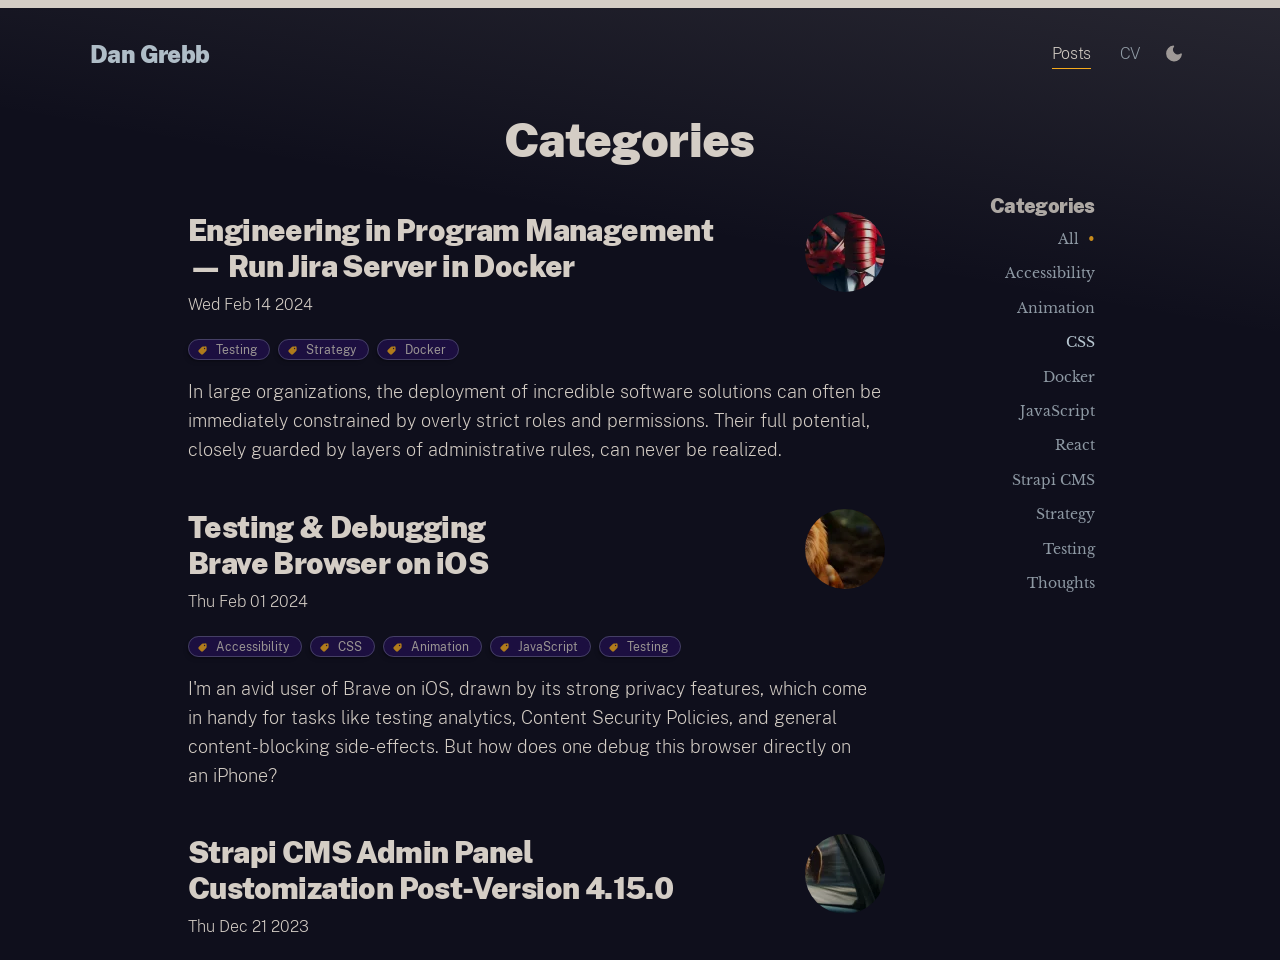 Dan Grebb
Posts
CV
Categories
Engineering in Program Management
— Run Jira Server in Docker
Wed Feb 14 2024
Testing
Strategy
Docker
In large organizations, the deployment of incredible software solutions can often be
immediately constrained by overly strict roles and permissions. Their full potential,
closely guarded by layers of administrative rules, can never be realized.
Testing & Debugging
Brave Browser on iOS
Thu Feb 01 2024
Accessibility
CSS
Animation
JavaScript
Testing
I'm an avid user of Brave on iOS, drawn by its strong privacy features, which come
in handy for tasks like testing analytics, Content Security Policies, and general
content-blocking side-effects. But how does one debug this browser directly on
an iPhone?
Strapi CMS Admin Panel
Customization Post-Version 4.15.0
Thu Dec 21 2023
Categories
All •
Accessibility
Animation
CSS
Docker
JavaScript
React
Strapi CMS
Strategy
Testing
Thoughts